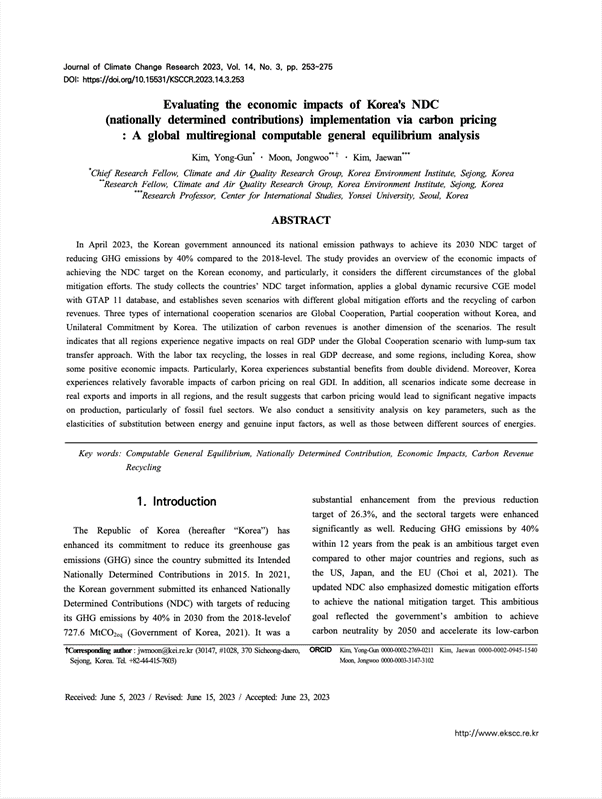 Journal of Climate Change Research 2023, Vol. 14, No. 3, pp. 253-275
DOI: https://doi.org/10.15531/KSCCR.2023.14.3.253
Evaluating the economic impacts of Korea's NDC
(nationally determined contributions) implementation via carbon pricing
: A global multiregional computable general equilibrium analysis
Kim, Yong-Gun* · Moon, Jongwoo**† · Kim, Jaewan***
*Chief Research Fellow, Climate and Air Quality Research Group, Korea Environment Institute, Sejong, Korea
**Research Fellow, Climate and Air Quality Research Group, Korea Environment Institute, Sejong, Korea
***Research Professor, Center for International Studies, Yonsei University, Seoul, Korea
ABSTRACT
In April 2023, the Korean government announced its national emission pathways to achieve its 2030 NDC target of
reducing GHG emissions by 40% compared to the 2018-level. The study provides an overview of the economic impacts of
achieving the NDC target on the Korean economy, and particularly, it considers the different circumstances of the global
mitigation efforts. The study collects the countries' NDC target information, applies a global dynamic recursive CGE model
with GTAP 11 database, and establishes seven scenarios with different global mitigation efforts and the recycling of carbon
revenues. Three types of international cooperation scenarios are Global Cooperation, Partial cooperation without Korea, and
Unilateral Commitment by Korea. The utilization of carbon revenues is another dimension of the scenarios. The result
indicates that all regions experience negative impacts on real GDP under the Global Cooperation scenario with lump-sum tax
transfer approach. With the labor tax recycling, the losses in real GDP decrease, and some regions, including Korea, show
some positive economic impacts. Particularly, Korea experiences substantial benefits from double dividend. Moreover, Korea
experiences relatively favorable impacts of carbon pricing on real GDI. In addition, all scenarios indicate some decrease in
real exports and imports in all regions, and the result suggests that carbon pricing would lead to significant negative impacts
on production, particularly of fossil fuel sectors. We also conduct a sensitivity analysis on key parameters, such as the
elasticities of substitution between energy and genuine input factors, as well as those between different sources of energies.
Key words: Computable General Equilibrium, Nationally Determined Contribution, Economic Impacts, Carbon Revenue
Recycling
1. Introduction
The Republic of Korea (hereafter “Korea”) has
enhanced its commitment to reduce its greenhouse gas
emissions (GHG) since the country submitted its Intended
Nationally Determined Contributions in 2015. In 2021,
the Korean government submitted its enhanced Nationally
Determined Contributions (NDC) with targets of reducing
its GHG emissions by 40% in 2030 from the 2018-levelof
727.6 MtCO2eq (Government of Korea, 2021). It was a
substantial enhancement from the previous reduction
target of 26.3%, and the sectoral targets were enhanced
significantly as well. Reducing GHG emissions by 40%
within 12 years from the peak is an ambitious target even
compared to other major countries and regions, such as
the US, Japan, and the EU (Choi et al, 2021). The
updated NDC also emphasized domestic mitigation efforts
to achieve the national mitigation target. This ambitious
goal reflected the government's ambition to achieve
carbon neutrality by 2050 and accelerate its low-carbon
†Corresponding author : jwmoon@kei.re.kr (30147, #1028, 370 Sicheong-daero,
Sejong, Korea. Tel. +82-44-415-7603)
ORCID Kim, Yong-Gun 0000-0002-2769-0211 Kim, Jaewan 0000-0002-0945-1540
Moon, Jongwoo 0000-0003-3147-3102
Received: June 5, 2023 / Revised: June 15, 2023 / Accepted: June 23, 2023
http://www.ekscc.re.kr